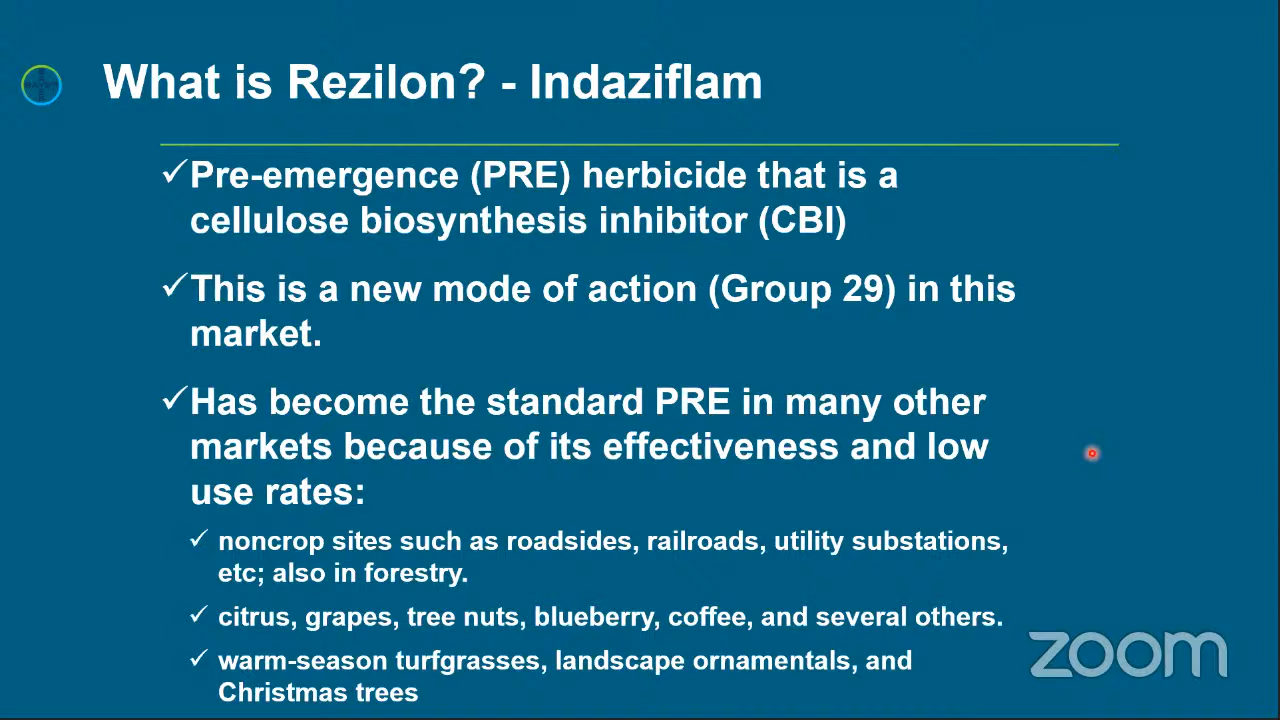 What is Rezilon? - Indaziflam
Pre-emergence (PRE) herbicide that is a
cellulose biosynthesis inhibitor (CBI)
This is a new mode of action (Group 29) in this
market.
Has become the standard PRE in many other
markets because of its effectiveness and low
use rates:
noncrop sites such as roadsides, railroads, utility substations,
etc; also in forestry.
citrus, grapes, tree nuts, blueberry, coffee, and several others.
warm-season turfgrasses, landscape ornamentals, and
Christmas trees
zoom